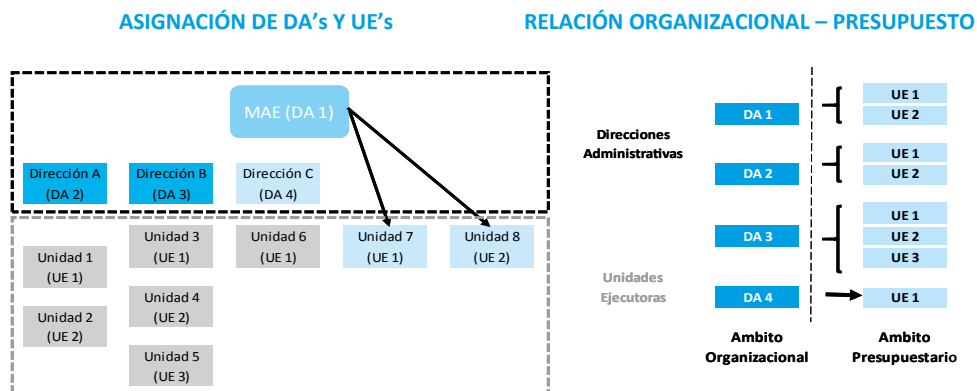 ASIGNACIÓN DE DA’s Y UE’s
MAE (DA 1)
Dirección A
(DA 2)
Dirección B
(DA 3)
Dirección C
(DA 4)
Unidad 1
(UE 1)
Unidad 2
(UE 2)
Unidad 3
(UE 1)
Unidad 4
(UE 2)
Unidad 5
(UE 3)
Unidad 6
(UE 1)
Unidad 7
(UE 1)
Unidad 8
(UE 2)
RELACIÓN ORGANIZACIONAL – PRESUPUESTO
Direcciones
Administrativas
Unidades
Ejecutoras
DA 1
UE 1
UE 2
DA 2
UE 1
UE 2
DA 3
UE 1
UE 2
UE 3
DA 4
UE 1
Ambito
Organizacional
Ambito
Presupuestario